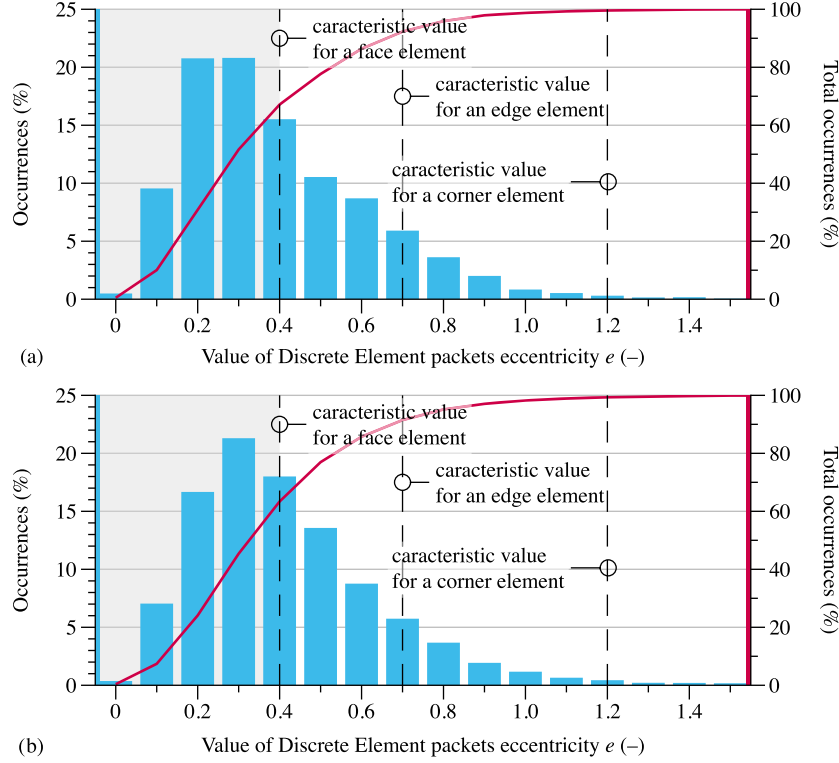 25
20
15
10
5
0
Occurrences (%)
caracteristic value
for a face element
caracteristic value
for an edge element
caracteristic value
for a corner element
100
80
60
40
20
0
Total occurrences (%)
0 0.2 0.4 0.6 0.8 1.0 1.2 1.4
(a) Value of Discrete Element packets eccentricity e (–)
25
20
15
10
5
0
Occurrences (%)
caracteristic value
for a face element
caracteristic value
for an edge element
caracteristic value
for a corner element
100
80
60
40
20
0
Total occurrences (%)
0 0.2 0.4 0.6 0.8 1.0 1.2 1.4
(b) Value of Discrete Element packets eccentricity e (–)